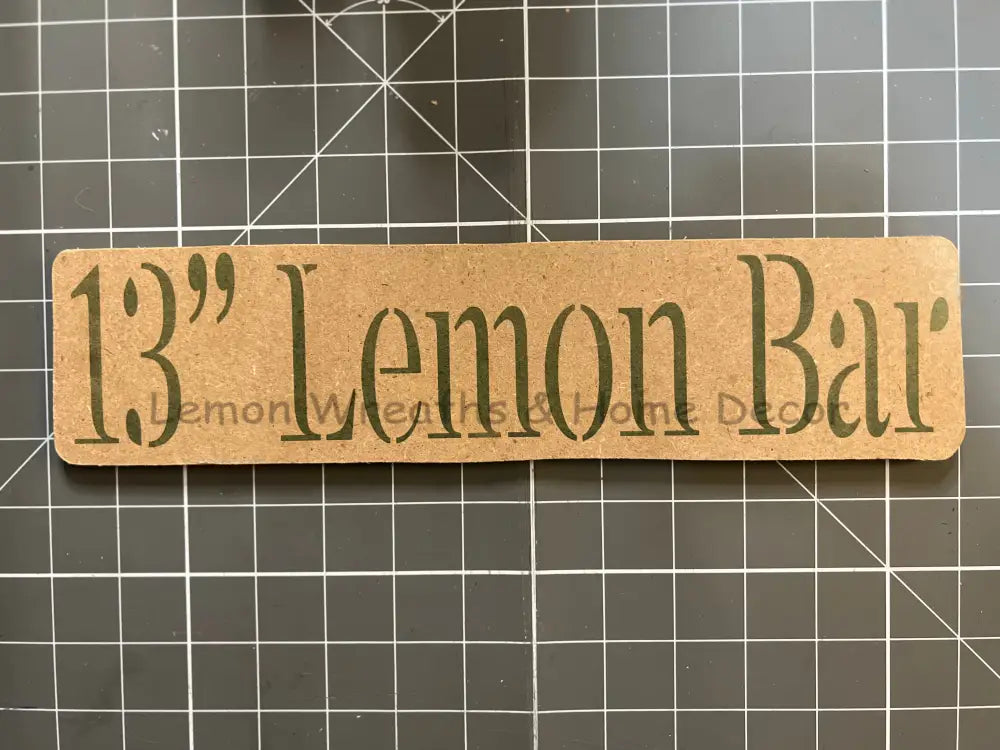 13” Lemon Bar
Lemon Wreaths & Home Decor